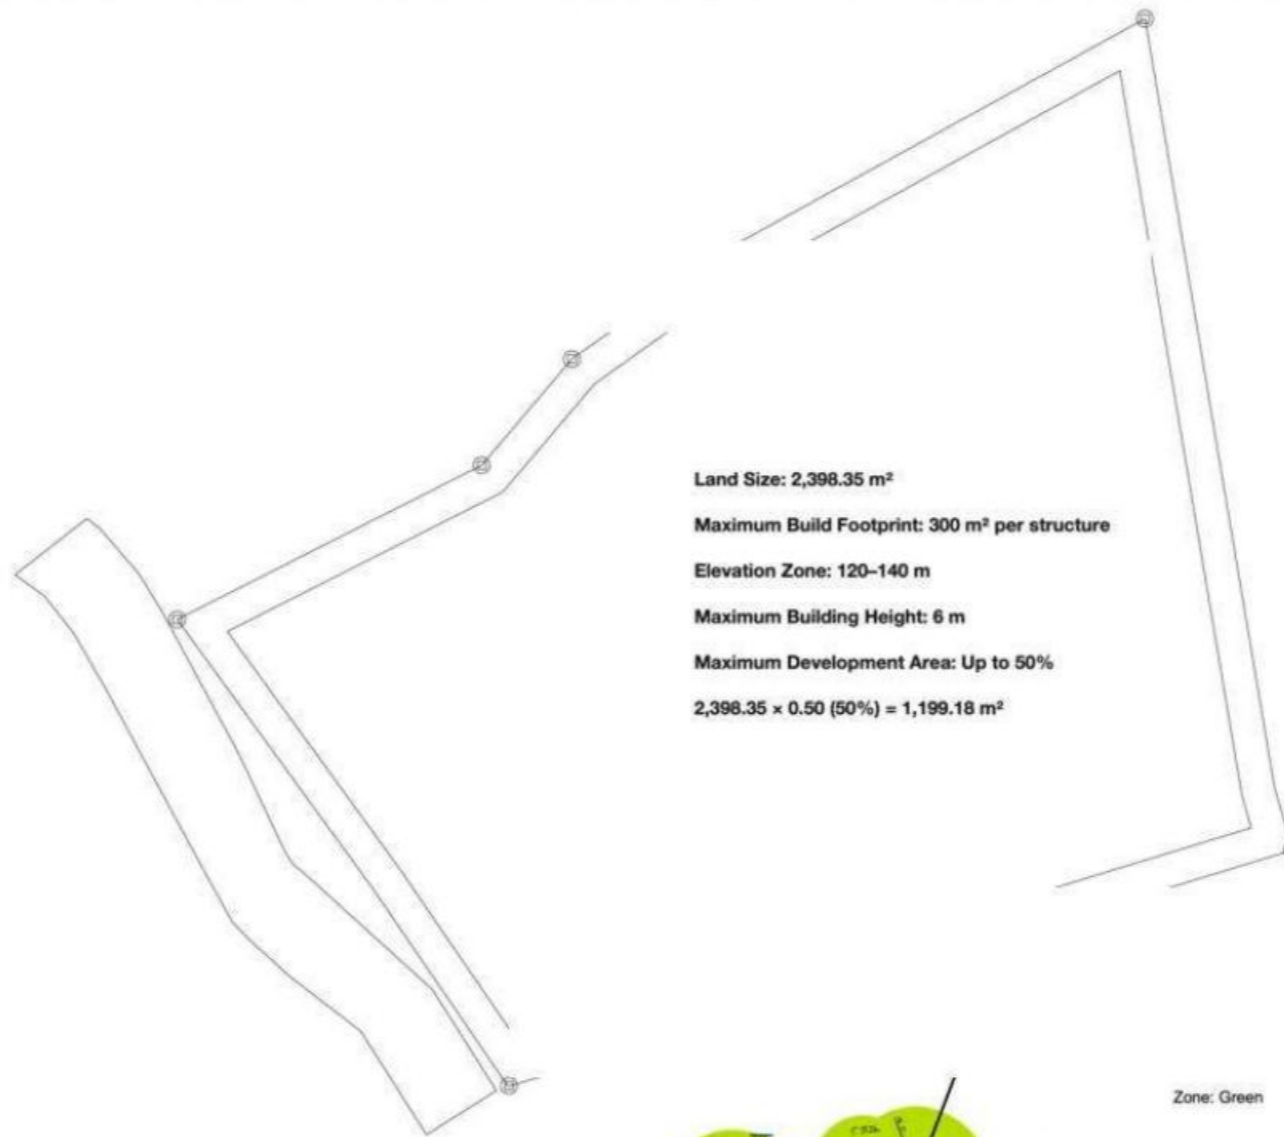 Land Size: 2,398.35 m²
Maximum Build Footprint: 300 m² per structure
Elevation Zone: 120–140 m
Maximum Building Height: 6 m
Maximum Development Area: Up to 50%
2,398.35 × 0.50 (50%) = 1,199.18 m²
Zone: Green